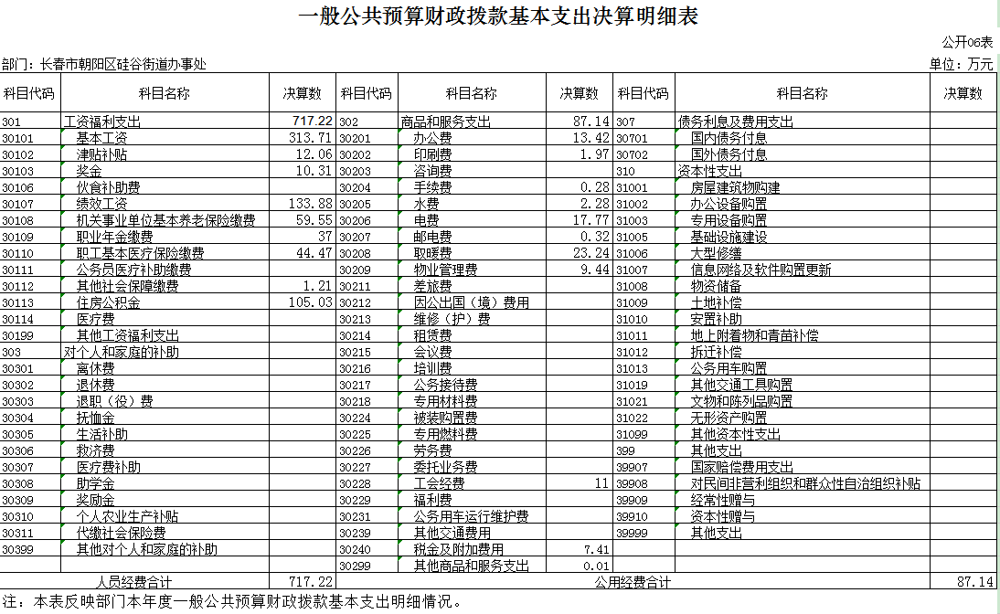 一般公共预算财政拨款基本支出决算明细表
公开06表
部门：长春市朝阳区硅谷街道办事处 单位：万元
科目代码 科目名称 决算数 科目代码 科目名称 决算数 科目代码 科目名称 决算数
301 工资福利支出 717.22 302 商品和服务支出 87.14 307 债务利息及费用支出
30101 基本工资 313.71 30201 办公费 13.42 30701 国内债务付息
30102 津贴补贴 12.06 30202 印刷费 1.97 30702 国外债务付息
30103 奖金 10.31 30203 咨询费 310 资本性支出
30106 伙食补助费 30204 手续费 0.28 31001 房屋建筑物购建
30107 绩效工资 133.88 30205 水费 2.28 31002 办公设备购置
30108 机关事业单位基本养老保险缴费 59.55 30206 电费 17.77 31003 专用设备购置
30109 职业年金缴费 37 30207 邮电费 0.32 31005 基础设施建设
30110 职工基本医疗保险缴费 44.47 30208 取暖费 23.24 31006 大型修缮
30111 公务员医疗补助缴费 30209 物业管理费 9.44 31007 信息网络及软件购置更新
30112 其他社会保障缴费 1.21 30211 差旅费 31008 物资储备
30113 住房公积金 105.03 30212 因公出国（境）费用 31009 土地补偿
30114 医疗费 30213 维修（护）费 31010 安置补助
30199 其他工资福利支出 30214 租赁费 31011 地上附着物和青苗补偿
303 对个人和家庭的补助 30215 会议费 31012 拆迁补偿
30301 离休费 30216 培训费 31013 公务用车购置
30302 退休费 30217 公务接待费 31019 其他交通工具购置
30303 退职（役）费 30218 专用材料费 31021 文物和陈列品购置
30304 抚恤金 30224 被装购置费 31022 无形资产购置
30305 生活补助 30225 专用燃料费 31099 其他资本性支出
30306 救济费 30226 劳务费 399 其他支出
30307 医疗费补助 30227 委托业务费 39907 国家赔偿费用支出
30308 助学金 30228 工会经费 11 39908 对民间非营利组织和群众性自治组织补贴
30309 奖励金 30229 福利费 39909 经常性赠与
30310 个人农业生产补贴 30231 公务用车运行维护费 39910 资本性赠与
30311 代缴社会保险费 30239 其他交通费用 39999 其他支出
30399 其他对个人和家庭的补助 30240 税金及附加费用 7.41
30299 其他商品和服务支出 0.01
人员经费合计 717.22 公用经费合计 87.14
注：本表反映部门本年度一般公共预算财政拨款基本支出明细情况。